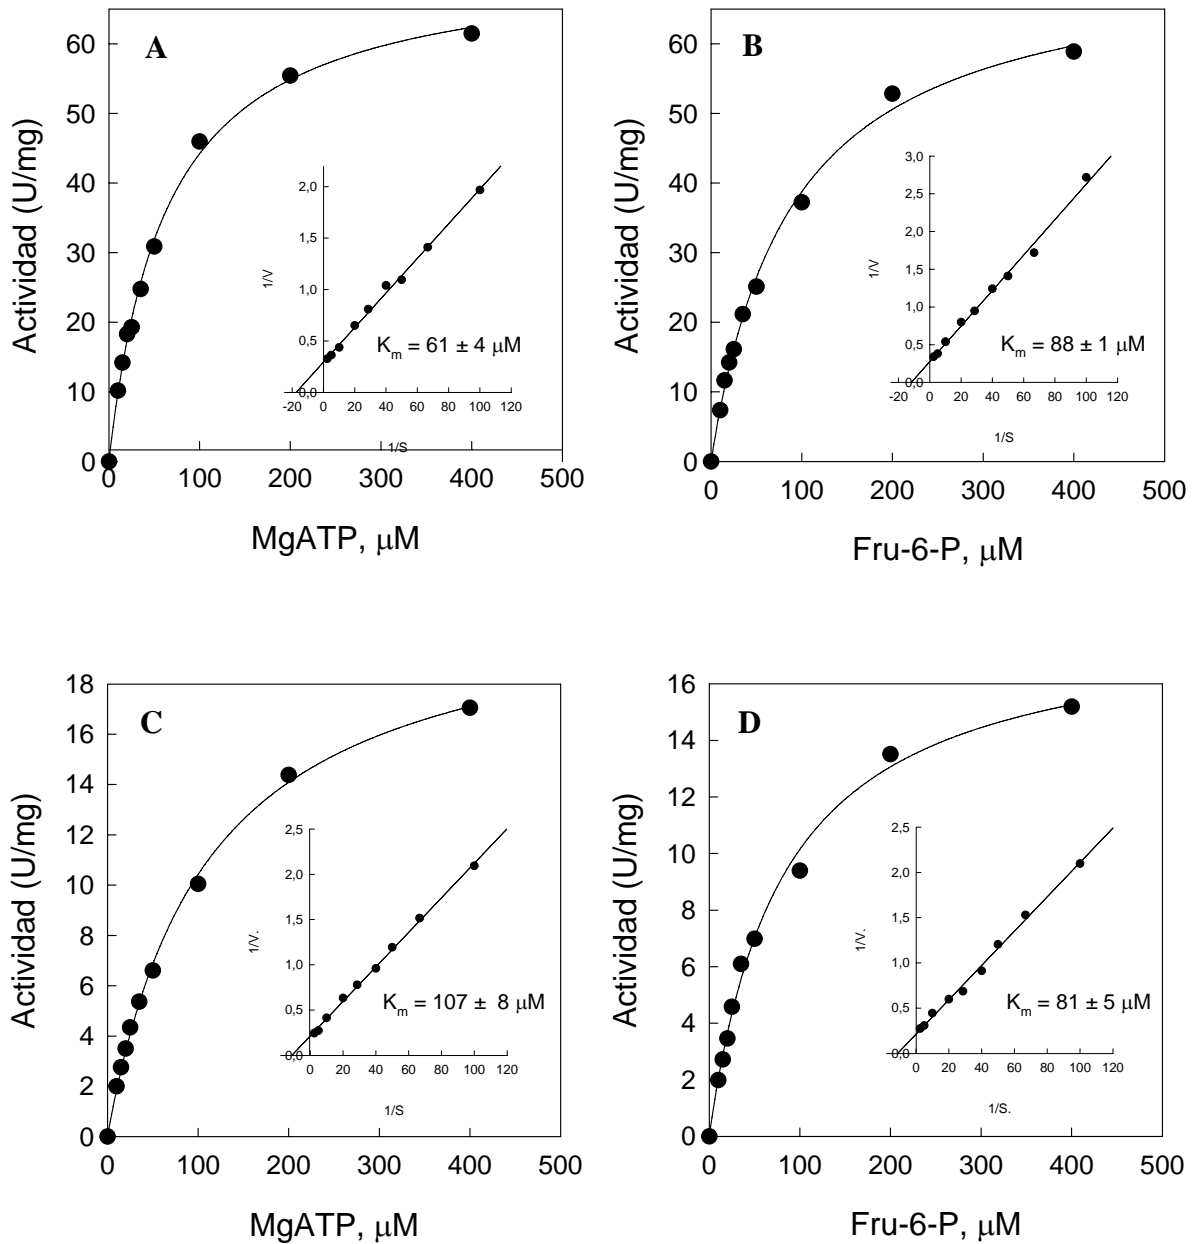 A
Actividad (U/mg)
60
50
40
30
20
10
0
0 100 200 300 400 500
MgATP, μM
1/V
2,0
1,5
1,0
0,5
0,0
-20 0 20 40 60 80 100 120
1/S
Km = 61 ± 4 μM
B
Actividad (U/mg)
60
50
40
30
20
10
0
0 100 200 300 400 500
Fru-6-P, μM
1/V
3,0
2,5
2,0
1,5
1,0
0,5
0,0
-20 0 20 40 60 80 100 120
1/S
Km = 88 ± 1 μM
C
Actividad (U/mg)
18
16
14
12
10
8
6
4
2
0
0 100 200 300 400 500
MgATP, μM
1/V.
2,5
2,0
1,5
1,0
0,5
0,0
0 20 40 60 80 100 120
1/S
Km = 107 ± 8 μM
D
Actividad (U/mg)
16
14
12
10
8
6
4
2
0
0 100 200 300 400 500
Fru-6-P, μM
1/V.
2,5
2,0
1,5
1,0
0,5
0,0
0 20 40 60 80 100 120
1/S.
Km = 81 ± 5 μM